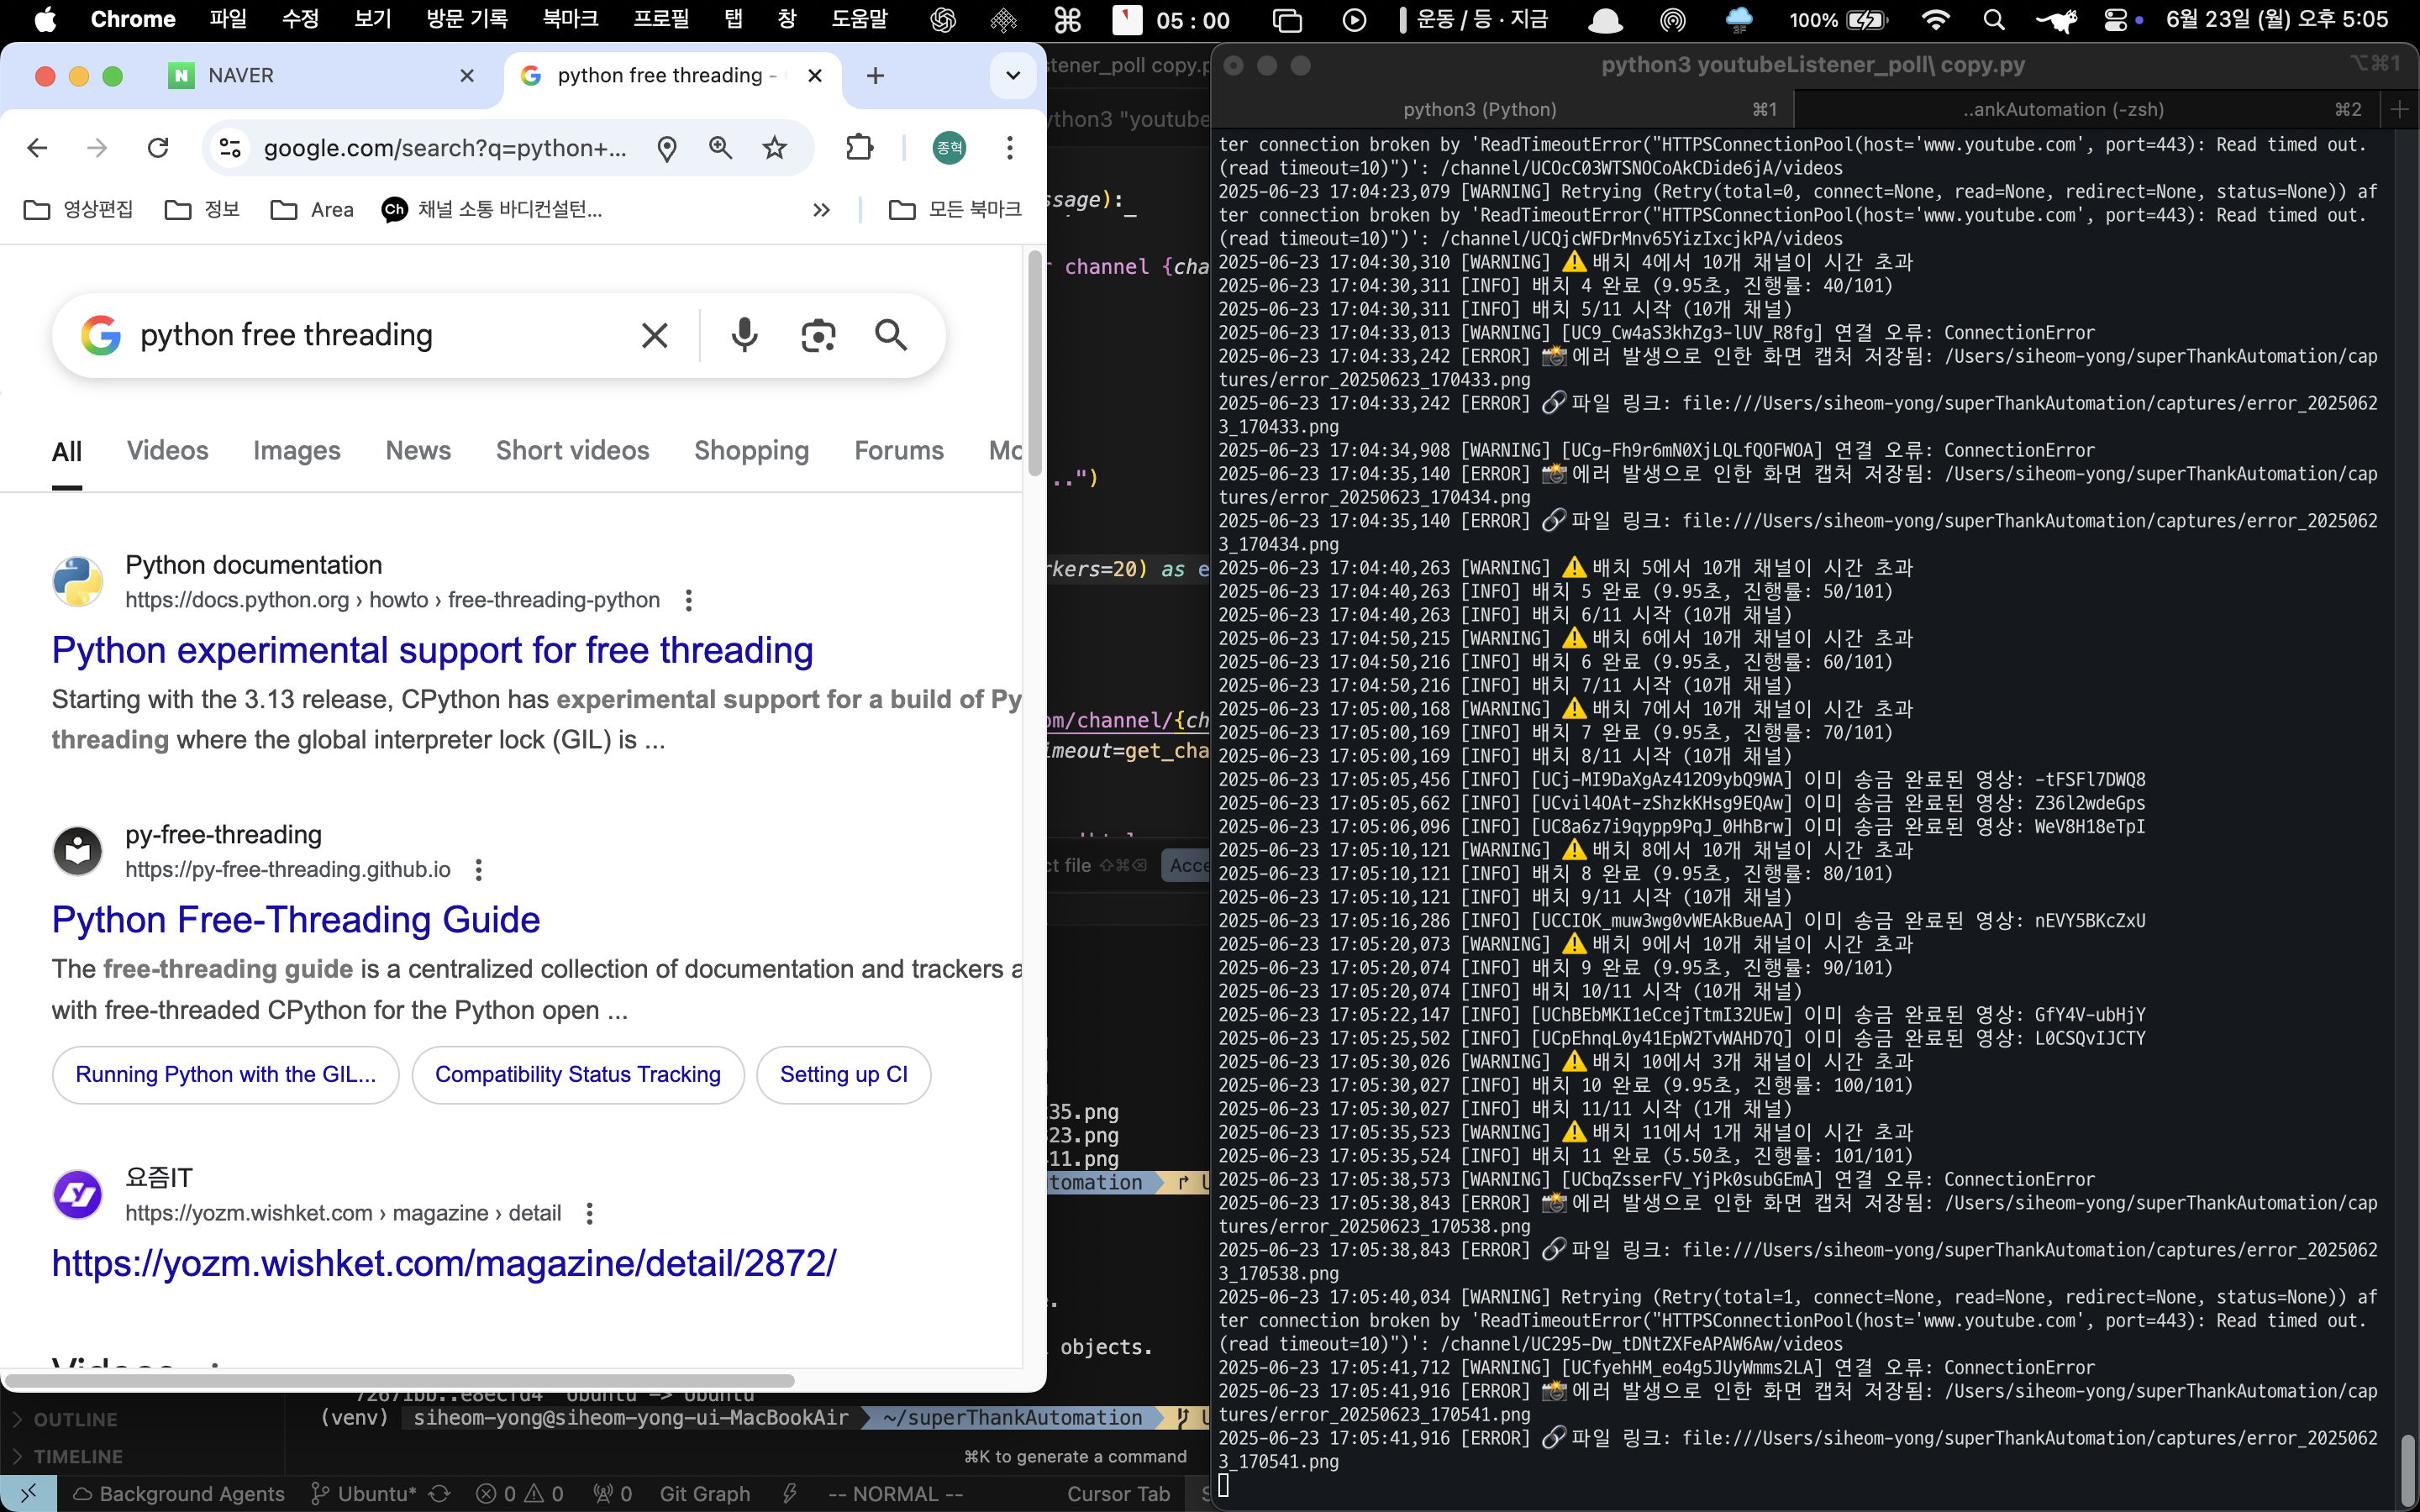 Chrome 파일 수정 보기 방문 기록 북마크 프로필 탭 창 도움말 05 : 00 운동 / 등 · 지금 100% 6월 23일 (월) 오후 5:05
NAVER
python free threading -
google.com/search?q=python+...
종혁
영상편집 정보 Area Ch 채널 소통 바디컨설턴... 모든 북마크
python free threading
All Videos Images News Short videos Shopping Forums Mo
Python documentation
https://docs.python.org › howto › free-threading-python
Python experimental support for free threading
Starting with the 3.13 release, CPython has experimental support for a build of Py
threading where the global interpreter lock (GIL) is ...
py-free-threading
https://py-free-threading.github.io
Python Free-Threading Guide
The free-threading guide is a centralized collection of documentation and trackers a
with free-threaded CPython for the Python open ...
Running Python with the GIL...
Compatibility Status Tracking
Setting up CI
요즘IT
https://yozm.wishket.com › magazine › detail
https://yozm.wishket.com/magazine/detail/2872/
Videos
stener_poll copy.p
ython3 "youtube
ssage):_
r channel {cha
..")
rkers=20) as e
om/channel/{ch
imeout=get_cha
ct file ⇧⌘⌫ Acce
35.png
23.png
11.png
tomation
objects.
OUTLINE
TIMELINE
(venv) siheom-yong@siheom-yong-ui-MacBookAir ~/superThankAutomation
⌘K to generate a command
Background Agents Ubuntu* 0 0 0 Git Graph -- NORMAL -- Cursor Tab
python3 youtubeListener_poll\ copy.py ⌥⌘1
python3 (Python) ⌘1 ..ankAutomation (-zsh) ⌘2
ter connection broken by 'ReadTimeoutError("HTTPSConnectionPool(host='www.youtube.com', port=443): Read timed out.
(read timeout=10)")': /channel/UCOcC03WTSNOCoAkCDide6jA/videos
2025-06-23 17:04:23,079 [WARNING] Retrying (Retry(total=0, connect=None, read=None, redirect=None, status=None)) af
ter connection broken by 'ReadTimeoutError("HTTPSConnectionPool(host='www.youtube.com', port=443): Read timed out.
(read timeout=10)")': /channel/UCQjcWFDrMnv65YizIxcjkPA/videos
2025-06-23 17:04:30,310 [WARNING] ⚠️ 배치 4에서 10개 채널이 시간 초과
2025-06-23 17:04:30,311 [INFO] 배치 4 완료 (9.95초, 진행률: 40/101)
2025-06-23 17:04:30,311 [INFO] 배치 5/11 시작 (10개 채널)
2025-06-23 17:04:33,013 [WARNING] [UC9_Cw4aS3khZg3-lUV_R8fg] 연결 오류: ConnectionError
2025-06-23 17:04:33,242 [ERROR] 📸 에러 발생으로 인한 화면 캡처 저장됨: /Users/siheom-yong/superThankAutomation/cap
tures/error_20250623_170433.png
2025-06-23 17:04:33,242 [ERROR] 🔗 파일 링크: file:///Users/siheom-yong/superThankAutomation/captures/error_2025062
3_170433.png
2025-06-23 17:04:34,908 [WARNING] [UCg-Fh9r6mN0XjLQLfQOFWOA] 연결 오류: ConnectionError
2025-06-23 17:04:35,140 [ERROR] 📸 에러 발생으로 인한 화면 캡처 저장됨: /Users/siheom-yong/superThankAutomation/cap
tures/error_20250623_170434.png
2025-06-23 17:04:35,140 [ERROR] 🔗 파일 링크: file:///Users/siheom-yong/superThankAutomation/captures/error_2025062
3_170434.png
2025-06-23 17:04:40,263 [WARNING] ⚠️ 배치 5에서 10개 채널이 시간 초과
2025-06-23 17:04:40,263 [INFO] 배치 5 완료 (9.95초, 진행률: 50/101)
2025-06-23 17:04:40,263 [INFO] 배치 6/11 시작 (10개 채널)
2025-06-23 17:04:50,215 [WARNING] ⚠️ 배치 6에서 10개 채널이 시간 초과
2025-06-23 17:04:50,216 [INFO] 배치 6 완료 (9.95초, 진행률: 60/101)
2025-06-23 17:04:50,216 [INFO] 배치 7/11 시작 (10개 채널)
2025-06-23 17:05:00,168 [WARNING] ⚠️ 배치 7에서 10개 채널이 시간 초과
2025-06-23 17:05:00,169 [INFO] 배치 7 완료 (9.95초, 진행률: 70/101)
2025-06-23 17:05:00,169 [INFO] 배치 8/11 시작 (10개 채널)
2025-06-23 17:05:05,456 [INFO] [UCj-MI9DaXgAz412O9ybQ9WA] 이미 송금 완료된 영상: -tFSFl7DWQ8
2025-06-23 17:05:05,662 [INFO] [UCvil4OAt-zShzkKHsg9EQAw] 이미 송금 완료된 영상: Z36l2wdeGps
2025-06-23 17:05:06,096 [INFO] [UC8a6z7i9qypp9PqJ_0HhBrw] 이미 송금 완료된 영상: WeV8H18eTpI
2025-06-23 17:05:10,121 [WARNING] ⚠️ 배치 8에서 10개 채널이 시간 초과
2025-06-23 17:05:10,121 [INFO] 배치 8 완료 (9.95초, 진행률: 80/101)
2025-06-23 17:05:10,121 [INFO] 배치 9/11 시작 (10개 채널)
2025-06-23 17:05:16,286 [INFO] [UCCIOK_muw3wg0vWEAkBueAA] 이미 송금 완료된 영상: nEVY5BKcZxU
2025-06-23 17:05:20,073 [WARNING] ⚠️ 배치 9에서 10개 채널이 시간 초과
2025-06-23 17:05:20,074 [INFO] 배치 9 완료 (9.95초, 진행률: 90/101)
2025-06-23 17:05:20,074 [INFO] 배치 10/11 시작 (10개 채널)
2025-06-23 17:05:22,147 [INFO] [UChBEbMKI1eCcejTtmI32UEw] 이미 송금 완료된 영상: GfY4V-ubHjY
2025-06-23 17:05:25,502 [INFO] [UCpEhnqL0y41EpW2TvWAHD7Q] 이미 송금 완료된 영상: L0CSQvIJCTY
2025-06-23 17:05:30,026 [WARNING] ⚠️ 배치 10에서 3개 채널이 시간 초과
2025-06-23 17:05:30,027 [INFO] 배치 10 완료 (9.95초, 진행률: 100/101)
2025-06-23 17:05:30,027 [INFO] 배치 11/11 시작 (1개 채널)
2025-06-23 17:05:35,523 [WARNING] ⚠️ 배치 11에서 1개 채널이 시간 초과
2025-06-23 17:05:35,524 [INFO] 배치 11 완료 (5.50초, 진행률: 101/101)
2025-06-23 17:05:38,573 [WARNING] [UCbqZsserFV_YjPk0subGEmA] 연결 오류: ConnectionError
2025-06-23 17:05:38,843 [ERROR] 📸 에러 발생으로 인한 화면 캡처 저장됨: /Users/siheom-yong/superThankAutomation/cap
tures/error_20250623_170538.png
2025-06-23 17:05:38,843 [ERROR] 🔗 파일 링크: file:///Users/siheom-yong/superThankAutomation/captures/error_2025062
3_170538.png
2025-06-23 17:05:40,034 [WARNING] Retrying (Retry(total=1, connect=None, read=None, redirect=None, status=None)) af
ter connection broken by 'ReadTimeoutError("HTTPSConnectionPool(host='www.youtube.com', port=443): Read timed out.
(read timeout=10)")': /channel/UC295-Dw_tDNtZXFeAPAW6Aw/videos
2025-06-23 17:05:41,712 [WARNING] [UCfyehHM_eo4g5JUyWmms2LA] 연결 오류: ConnectionError
2025-06-23 17:05:41,916 [ERROR] 📸 에러 발생으로 인한 화면 캡처 저장됨: /Users/siheom-yong/superThankAutomation/cap
tures/error_20250623_170541.png
2025-06-23 17:05:41,916 [ERROR] 🔗 파일 링크: file:///Users/siheom-yong/superThankAutomation/captures/error_2025062
3_170541.png